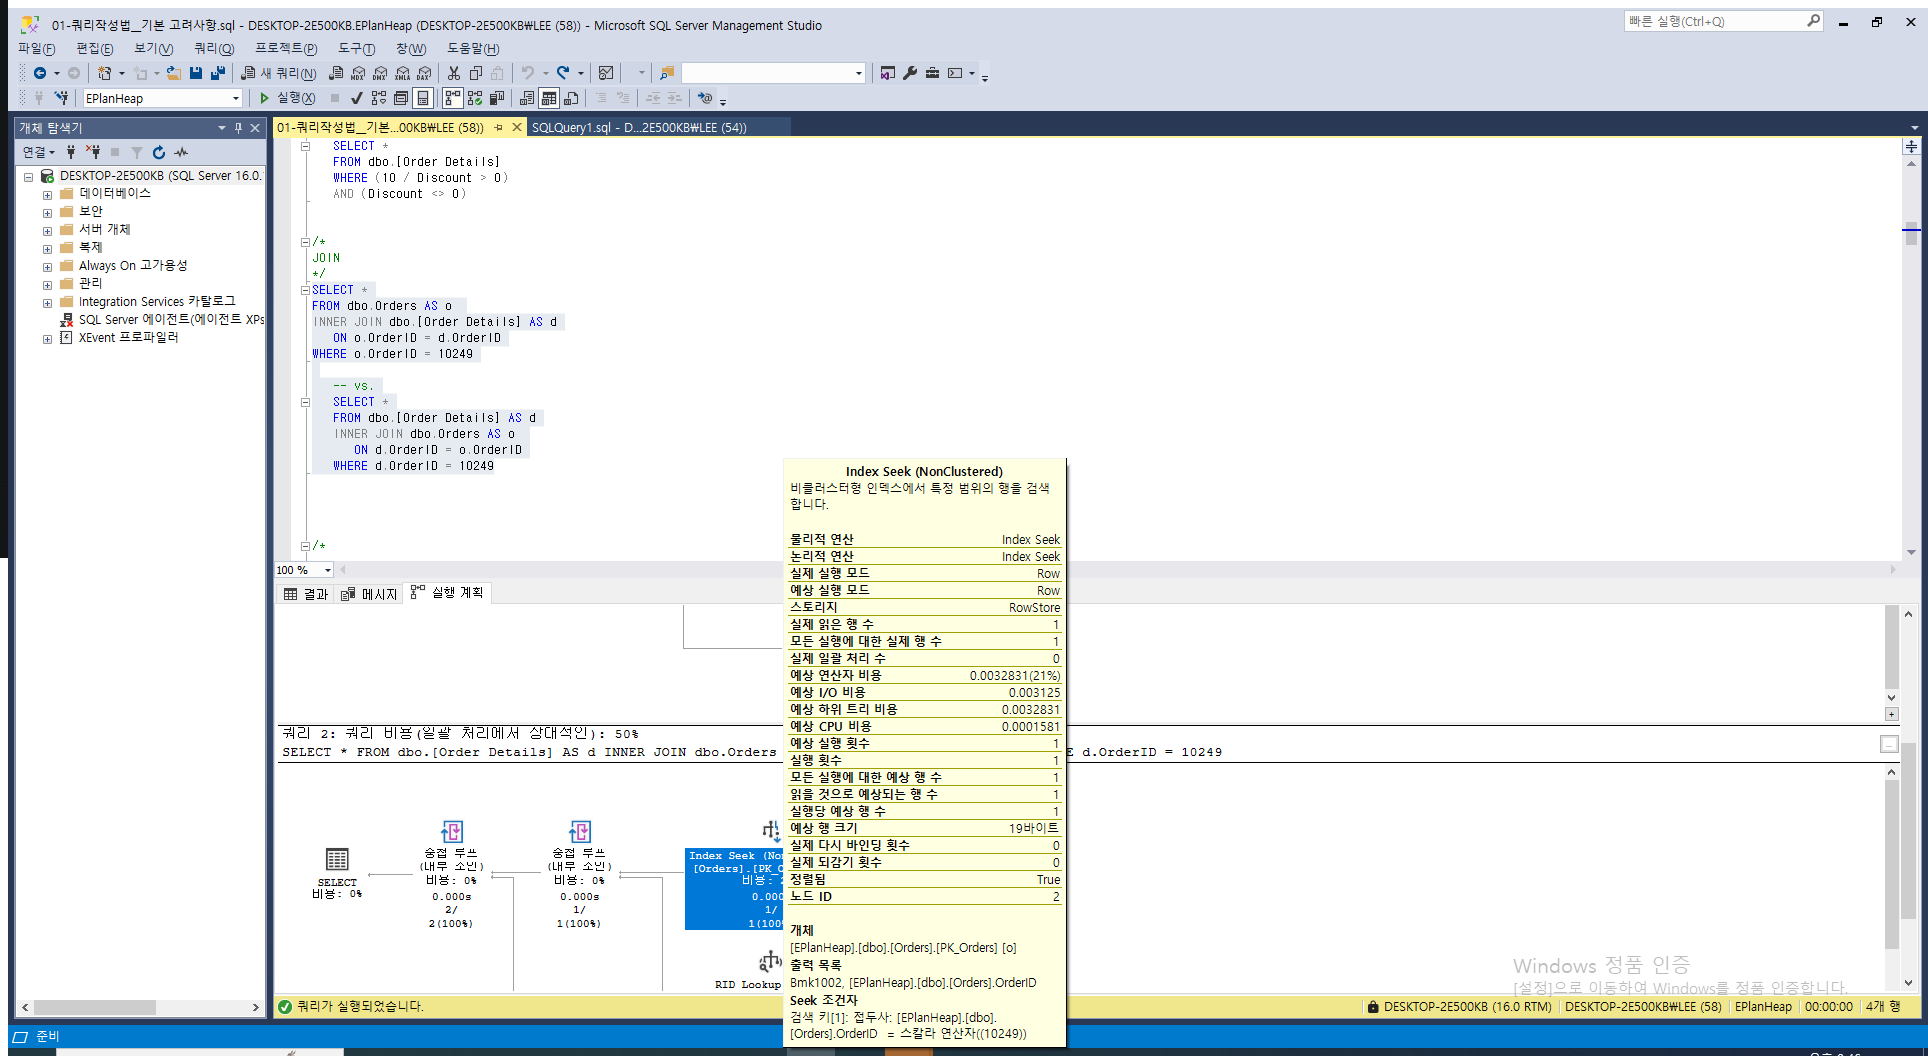 01-쿼리작성법__기본 고려사항.sql - DESKTOP-2E500KB.EPlanHeap (DESKTOP-2E500KB₩LEE (58)) - Microsoft SQL Server Management Studio
빠른 실행(Ctrl+Q)
파일(F) 편집(E) 보기(V) 쿼리(Q) 프로젝트(P) 도구(T) 창(W) 도움말(H)
새 쿼리(N)
MDX DMX XMLA DAX
EPlanHeap
실행(X)
개체 탐색기
연결
DESKTOP-2E500KB (SQL Server 16.0.
데이터베이스
보안
서버 개체
복제
Always On 고가용성
관리
Integration Services 카탈로그
SQL Server 에이전트(에이전트 XPs
XEvent 프로파일러
01-쿼리작성법__기본...00KB₩LEE (58))
SQLQuery1.sql - D...2E500KB₩LEE (54))
SELECT *
FROM dbo.[Order Details]
WHERE (10 / Discount > 0)
AND (Discount <> 0)
/*
JOIN
*/
SELECT *
FROM dbo.Orders AS o
INNER JOIN dbo.[Order Details] AS d
ON o.OrderID = d.OrderID
WHERE o.OrderID = 10249
-- vs.
SELECT *
FROM dbo.[Order Details] AS d
INNER JOIN dbo.Orders AS o
ON d.OrderID = o.OrderID
WHERE d.OrderID = 10249
/*
100 %
결과 메시지 실행 계획
쿼리 2: 쿼리 비용(일괄 처리에서 상대적인): 50%
SELECT * FROM dbo.[Order Details] AS d INNER JOIN dbo.Orders
E d.OrderID = 10249
SELECT
비용: 0%
중첩 루프
(내부 조인)
비용: 0%
0.000s
2/
2(100%)
중첩 루프
(내부 조인)
비용: 0%
0.000s
1/
1(100%)
Index Seek (No
[Orders].[PK_O
비용: 2
0.000
1/
1(100
RID Lookup
Index Seek (NonClustered)
비클러스터형 인덱스에서 특정 범위의 행을 검색
합니다.
물리적 연산 Index Seek
논리적 연산 Index Seek
실제 실행 모드 Row
예상 실행 모드 Row
스토리지 RowStore
실제 읽은 행 수 1
모든 실행에 대한 실제 행 수 1
실제 일괄 처리 수 0
예상 연산자 비용 0.0032831(21%)
예상 I/O 비용 0.003125
예상 하위 트리 비용 0.0032831
예상 CPU 비용 0.0001581
예상 실행 횟수 1
실행 횟수 1
모든 실행에 대한 예상 행 수 1
읽을 것으로 예상되는 행 수 1
실행당 예상 행 수 1
예상 행 크기 19바이트
실제 다시 바인딩 횟수 0
실제 되감기 횟수 0
정렬됨 True
노드 ID 2
개체
[EPlanHeap].[dbo].[Orders].[PK_Orders] [o]
출력 목록
Bmk1002, [EPlanHeap].[dbo].[Orders].OrderID
Seek 조건자
검색 키[1]: 접두사: [EPlanHeap].[dbo].
[Orders].OrderID = 스칼라 연산자((10249))
Windows 정품 인증
[설정]으로 이동하여 Windows를 정품 인증합니다.
쿼리가 실행되었습니다.
DESKTOP-2E500KB (16.0 RTM) DESKTOP-2E500KB₩LEE (58) EPlanHeap 00:00:00 4개 행
준비